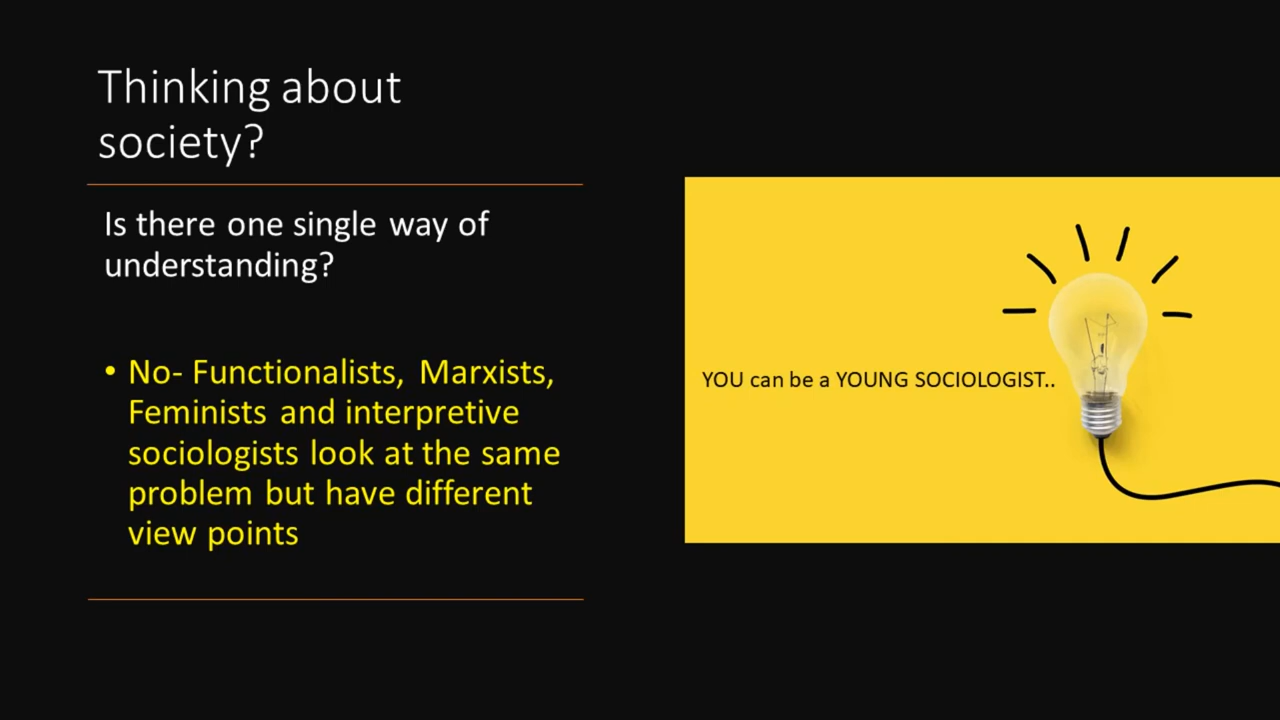 Thinking about
society?
Is there one single way of
understanding?
• No- Functionalists, Marxists,
Feminists and interpretive
sociologists look at the same
problem but have different
view points
YOU can be a YOUNG SOCIOLOGIST..